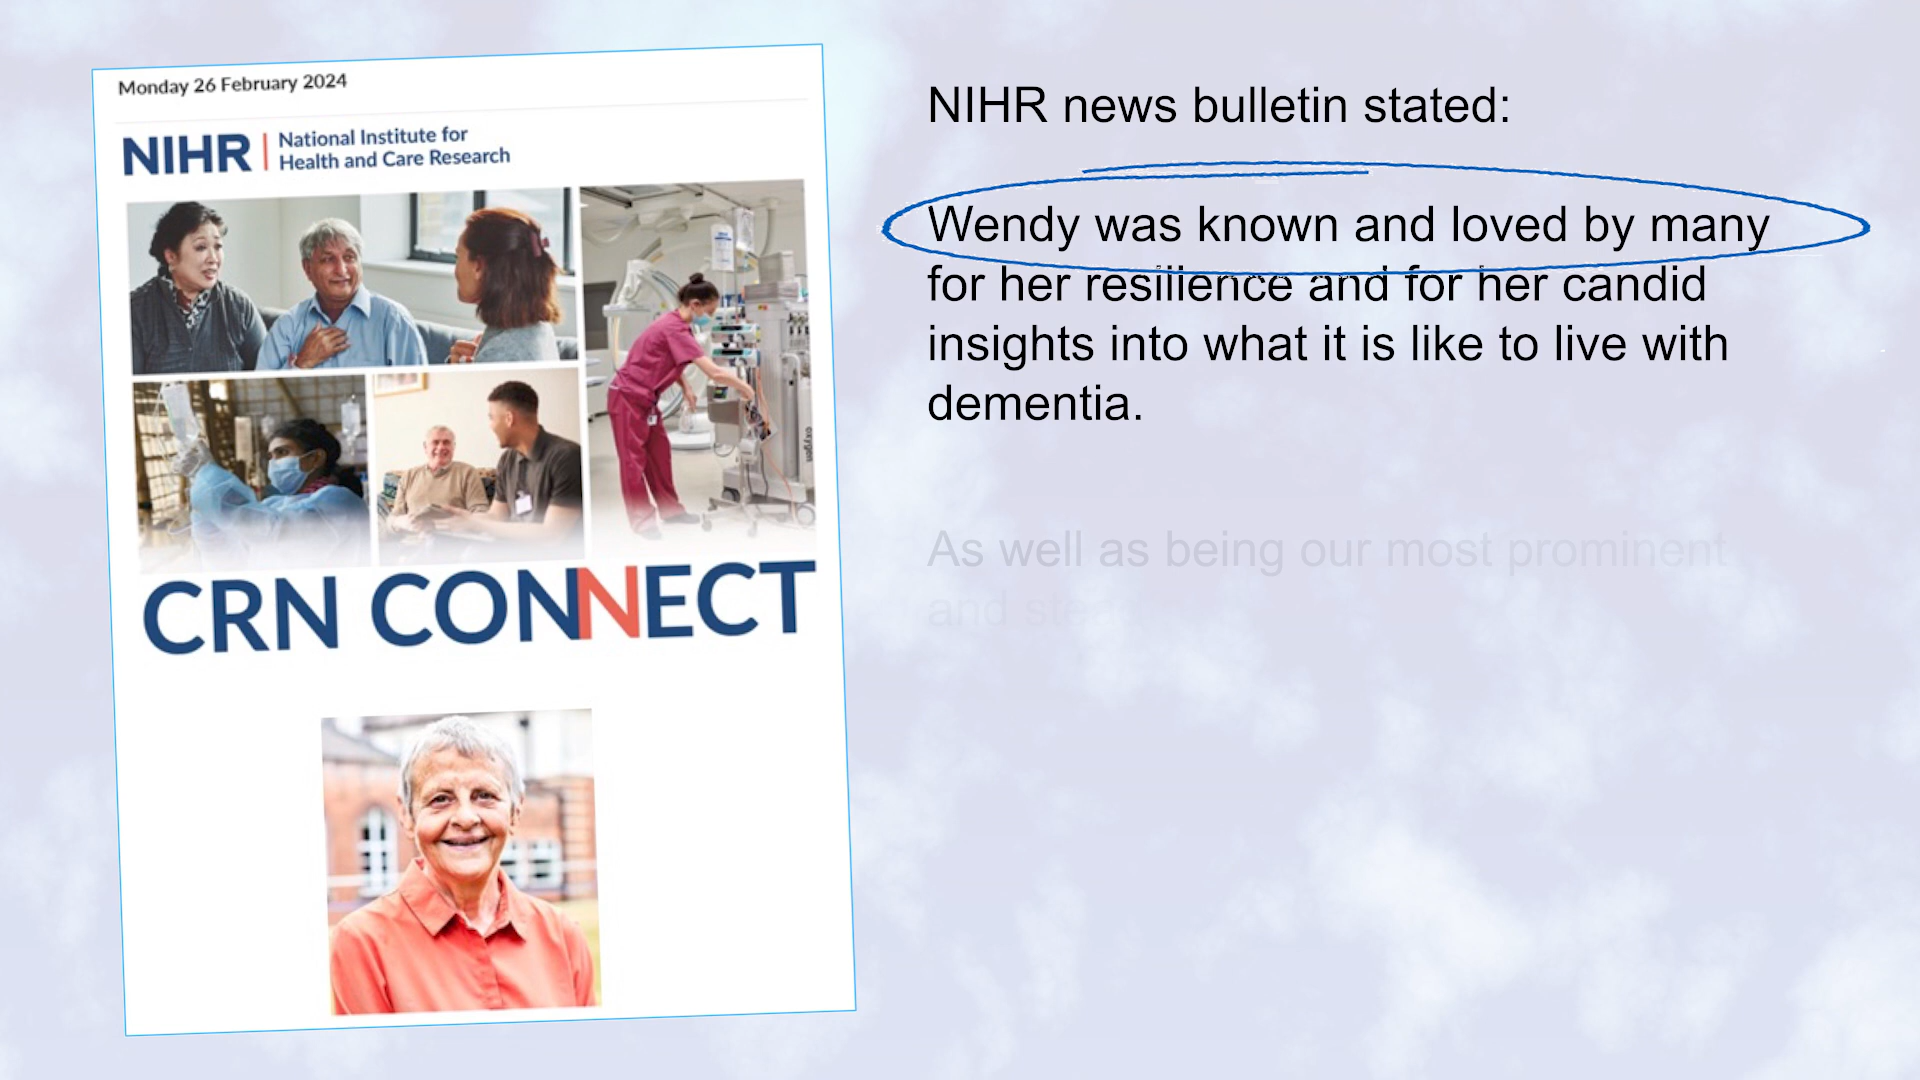 Monday 26 February 2024
NIHR | National Institute for
Health and Care Research
CRN CONNECT
NIHR news bulletin stated:
Wendy was known and loved by many
for her resilience and for her candid
insights into what it is like to live with
dementia.
As well as being our most prominent
and